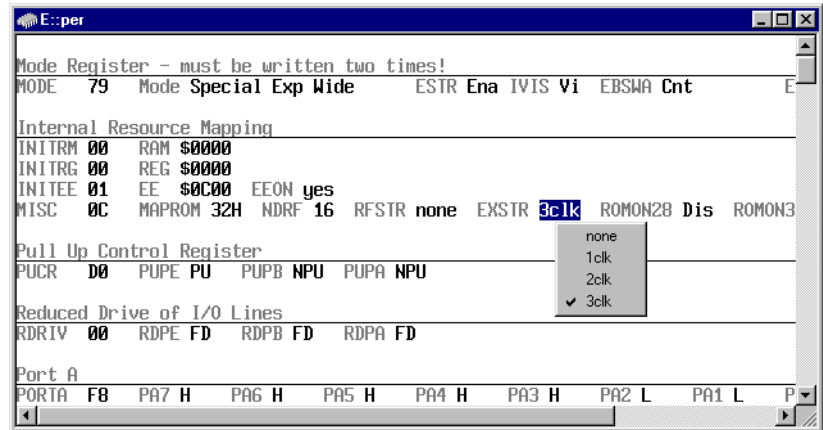 E::per
Mode Register - must be written two times!
MODE 79 Mode Special Exp Wide ESTR Ena IVIS Vi EBSWA Cnt E
Internal Resource Mapping
INITRM 00 RAM $0000
INITRG 00 REG $0000
INITEE 01 EE $0C00 EEON yes
MISC 0C MAPROM 32H NDRF 16 RFSTR none EXSTR 3clk ROMON28 Dis ROMON3
none
1clk
2clk
✔ 3clk
Pull Up Control Register
PUCR D0 PUPE PU PUPB NPU PUPA NPU
Reduced Drive of I/O Lines
RDRIV 00 RDPE FD RDPB FD RDPA FD
Port A
PORTA F8 PA7 H PA6 H PA5 H PA4 H PA3 H PA2 L PA1 L P